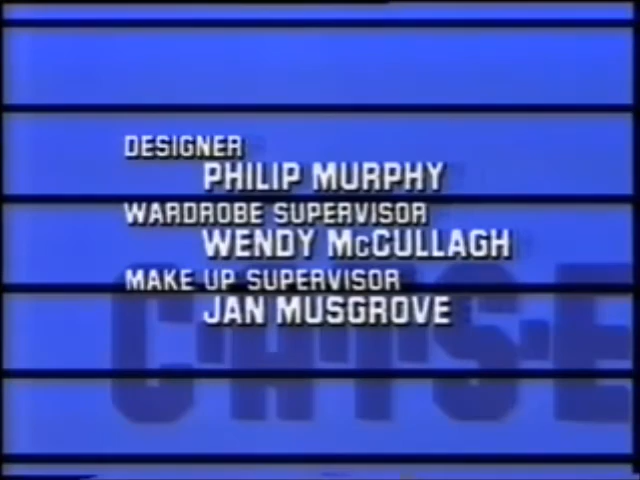 DESIGNER
PHILIP MURPHY
WARDROBE SUPERVISOR
WENDY McCULLAGH
MAKE UP SUPERVISOR
JAN MUSGROVE
C·A·T·S·E